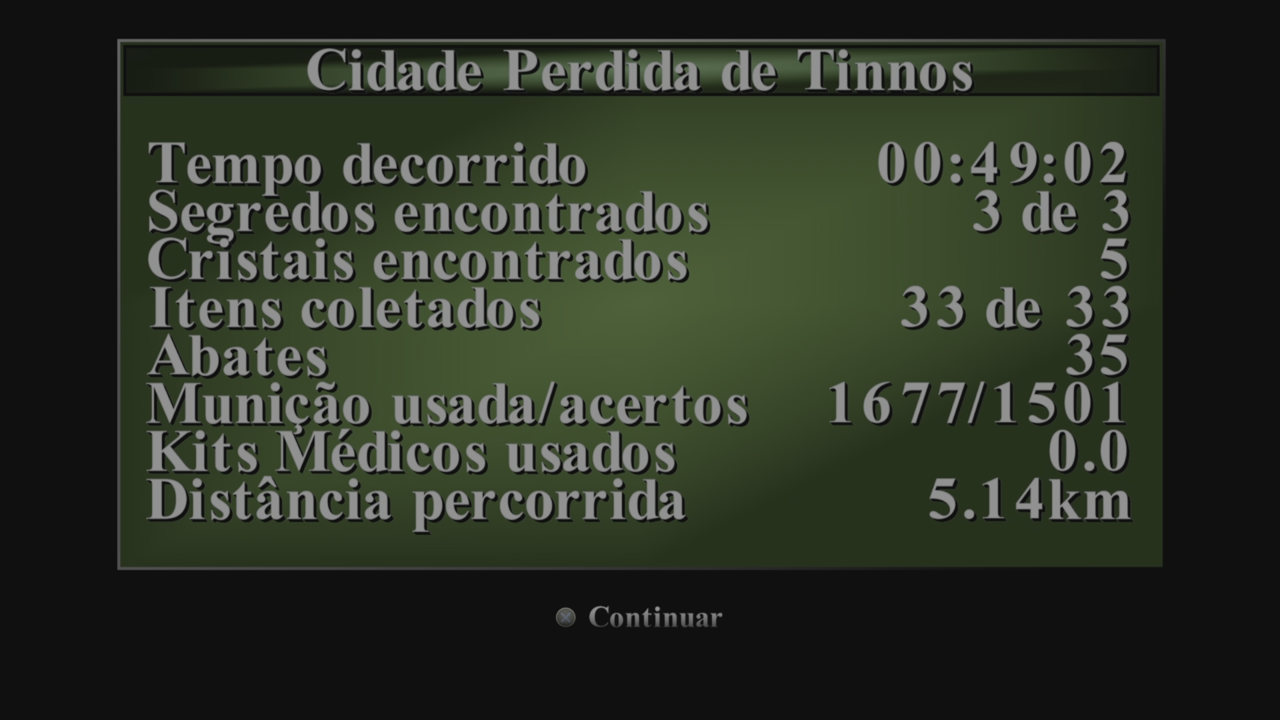 Cidade Perdida de Tinnos
Tempo decorrido 00:49:02
Segredos encontrados 3 de 3
Cristais encontrados 5
Itens coletados 33 de 33
Abates 35
Munição usada/acertos 1677/1501
Kits Médicos usados 0.0
Distância percorrida 5.14km
Continuar